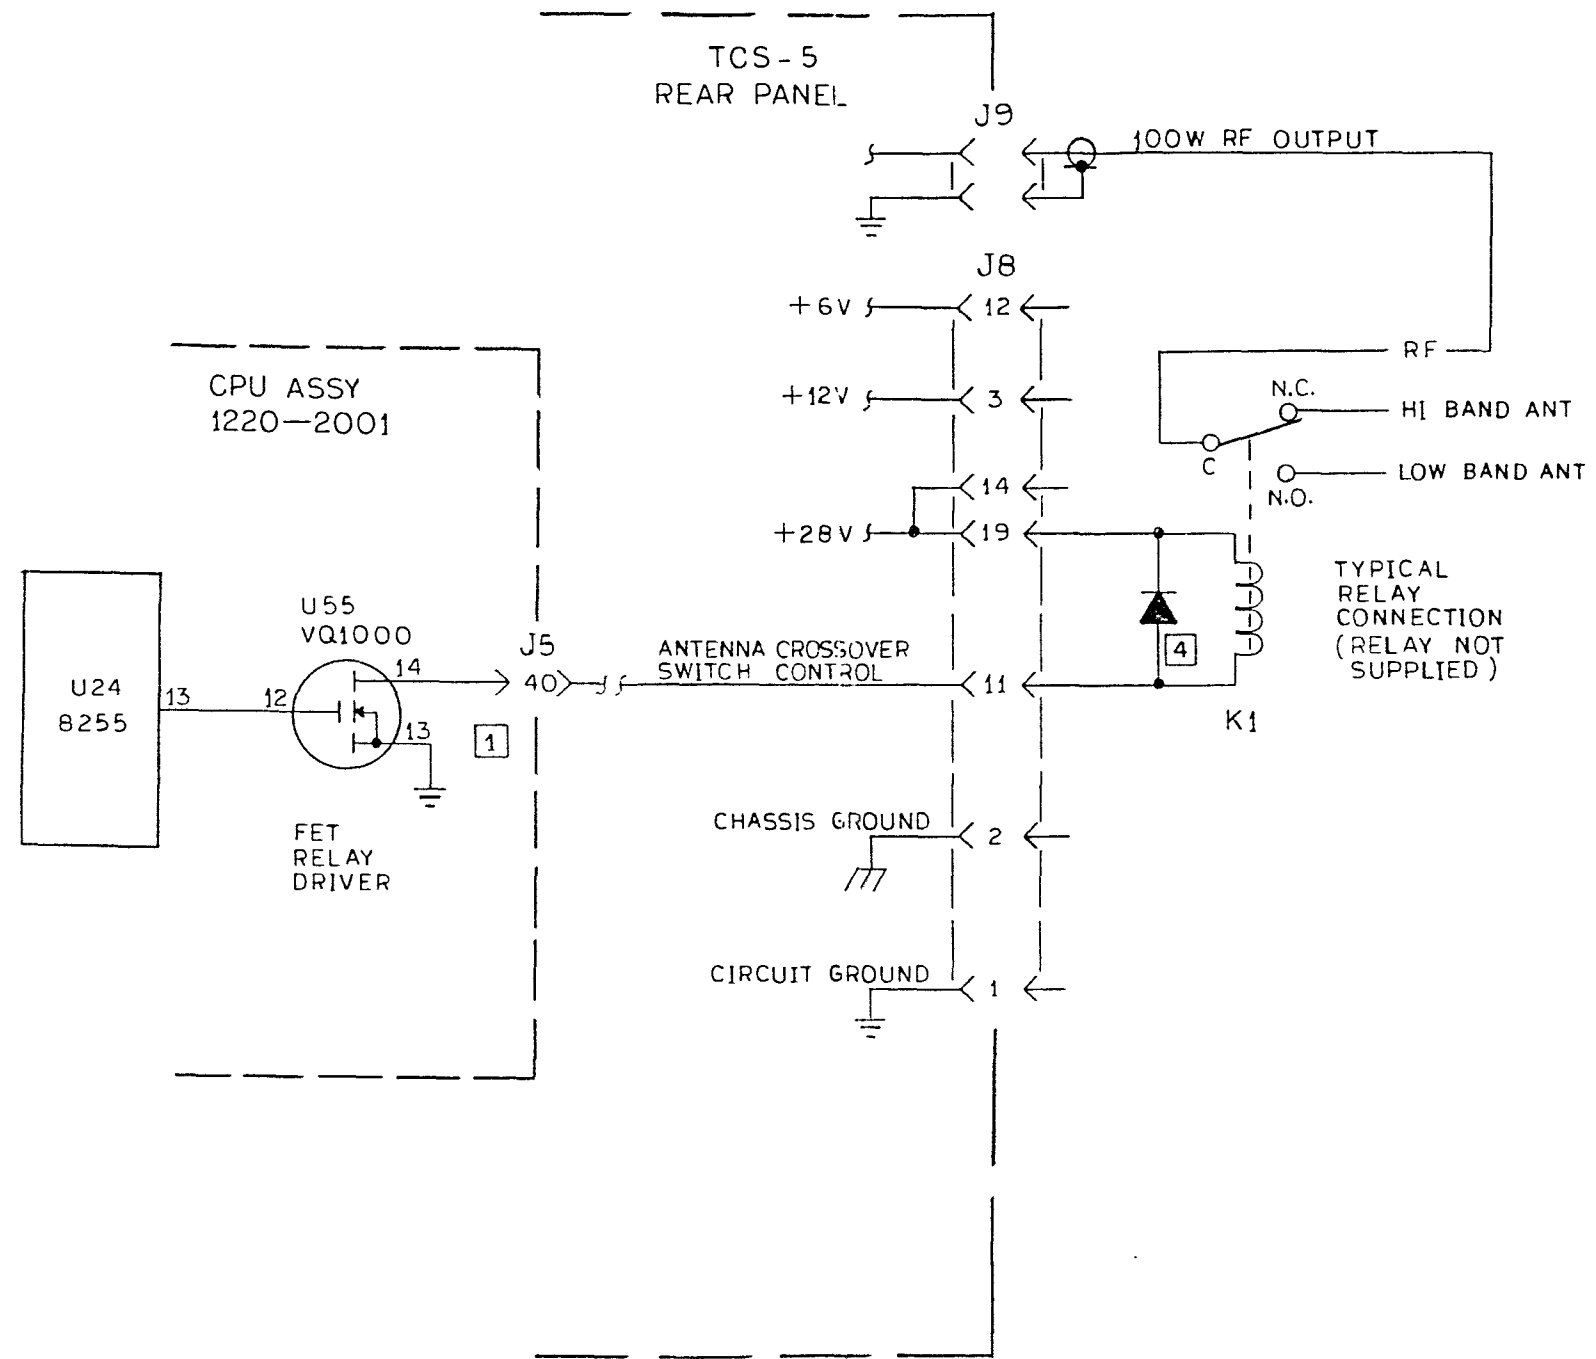 TCS-5
REAR PANEL
J9
100W RF OUTPUT
J8
+6V
12
+12V
3
14
+28V
19
RF
N.C.
HI BAND ANT
C
LOW BAND ANT
N.O.
CPU ASSY
1220-2001
U24
8255
13
12
U55
VQ1000
14
13
J5
40
1
ANTENNA CROSSOVER
SWITCH CONTROL
11
4
K1
TYPICAL
RELAY
CONNECTION
(RELAY NOT
SUPPLIED)
FET
RELAY
DRIVER
CHASSIS GROUND
2
CIRCUIT GROUND
1